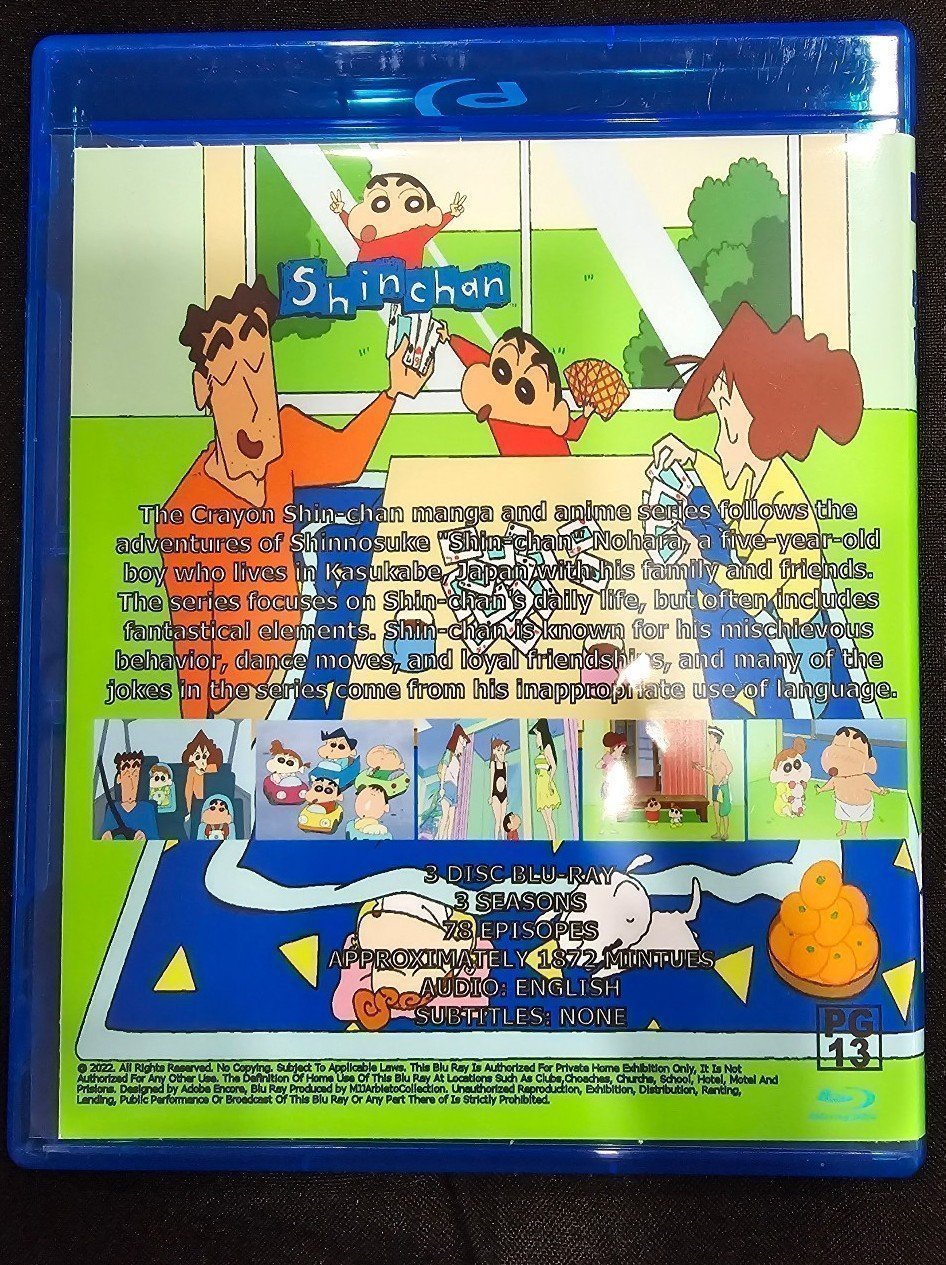 Shinchan
The Crayon Shin-chan manga and anime series follows the
adventures of Shinnosuke "Shin-chan" Nohara, a five-year-old
boy who lives in Kasukabe, Japan with his family and friends.
The series focuses on Shin-chan's daily life, but often includes
fantastical elements. Shin-chan is known for his mischievous
behavior, dance moves, and loyal friendships, and many of the
jokes in the series come from his inappropriate use of language.
3 DISC BLU-RAY
3 SEASONS
78 EPISOPES
APPROXIMATELY 1872 MINTUES
AUDIO: ENGLISH
SUBTITLES: NONE
PG
13
© 2022. All Rights Reserved. No Copying. Subject To Applicable Laws. This Blu Ray Is Authorized For Private Home Exhibition Only, It Is Not
Authorized For Any Other Use. The Definition Of Home Use Of This Blu Ray At Locations Such As Clubs,Choaches, Churchs, School, Hotel, Motel And
Prisions. Designed by Adobe Encore, Blu Ray Produced by MIJArbletoCollection. Unauthorized Reproduction, Exhibition, Distribution, Renting,
Landing, Public Performance Or Broadcast Of This Blu Ray Or Any Part There of Is Strictly Prohibited.